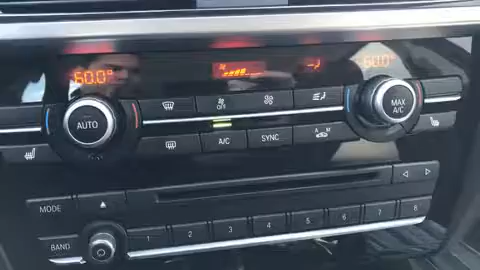 60.0° 60.0°
AUTO OFF MAX A/C
A/C SYNC A M
MODE
BAND 1 2 3 4 5 6 7 8